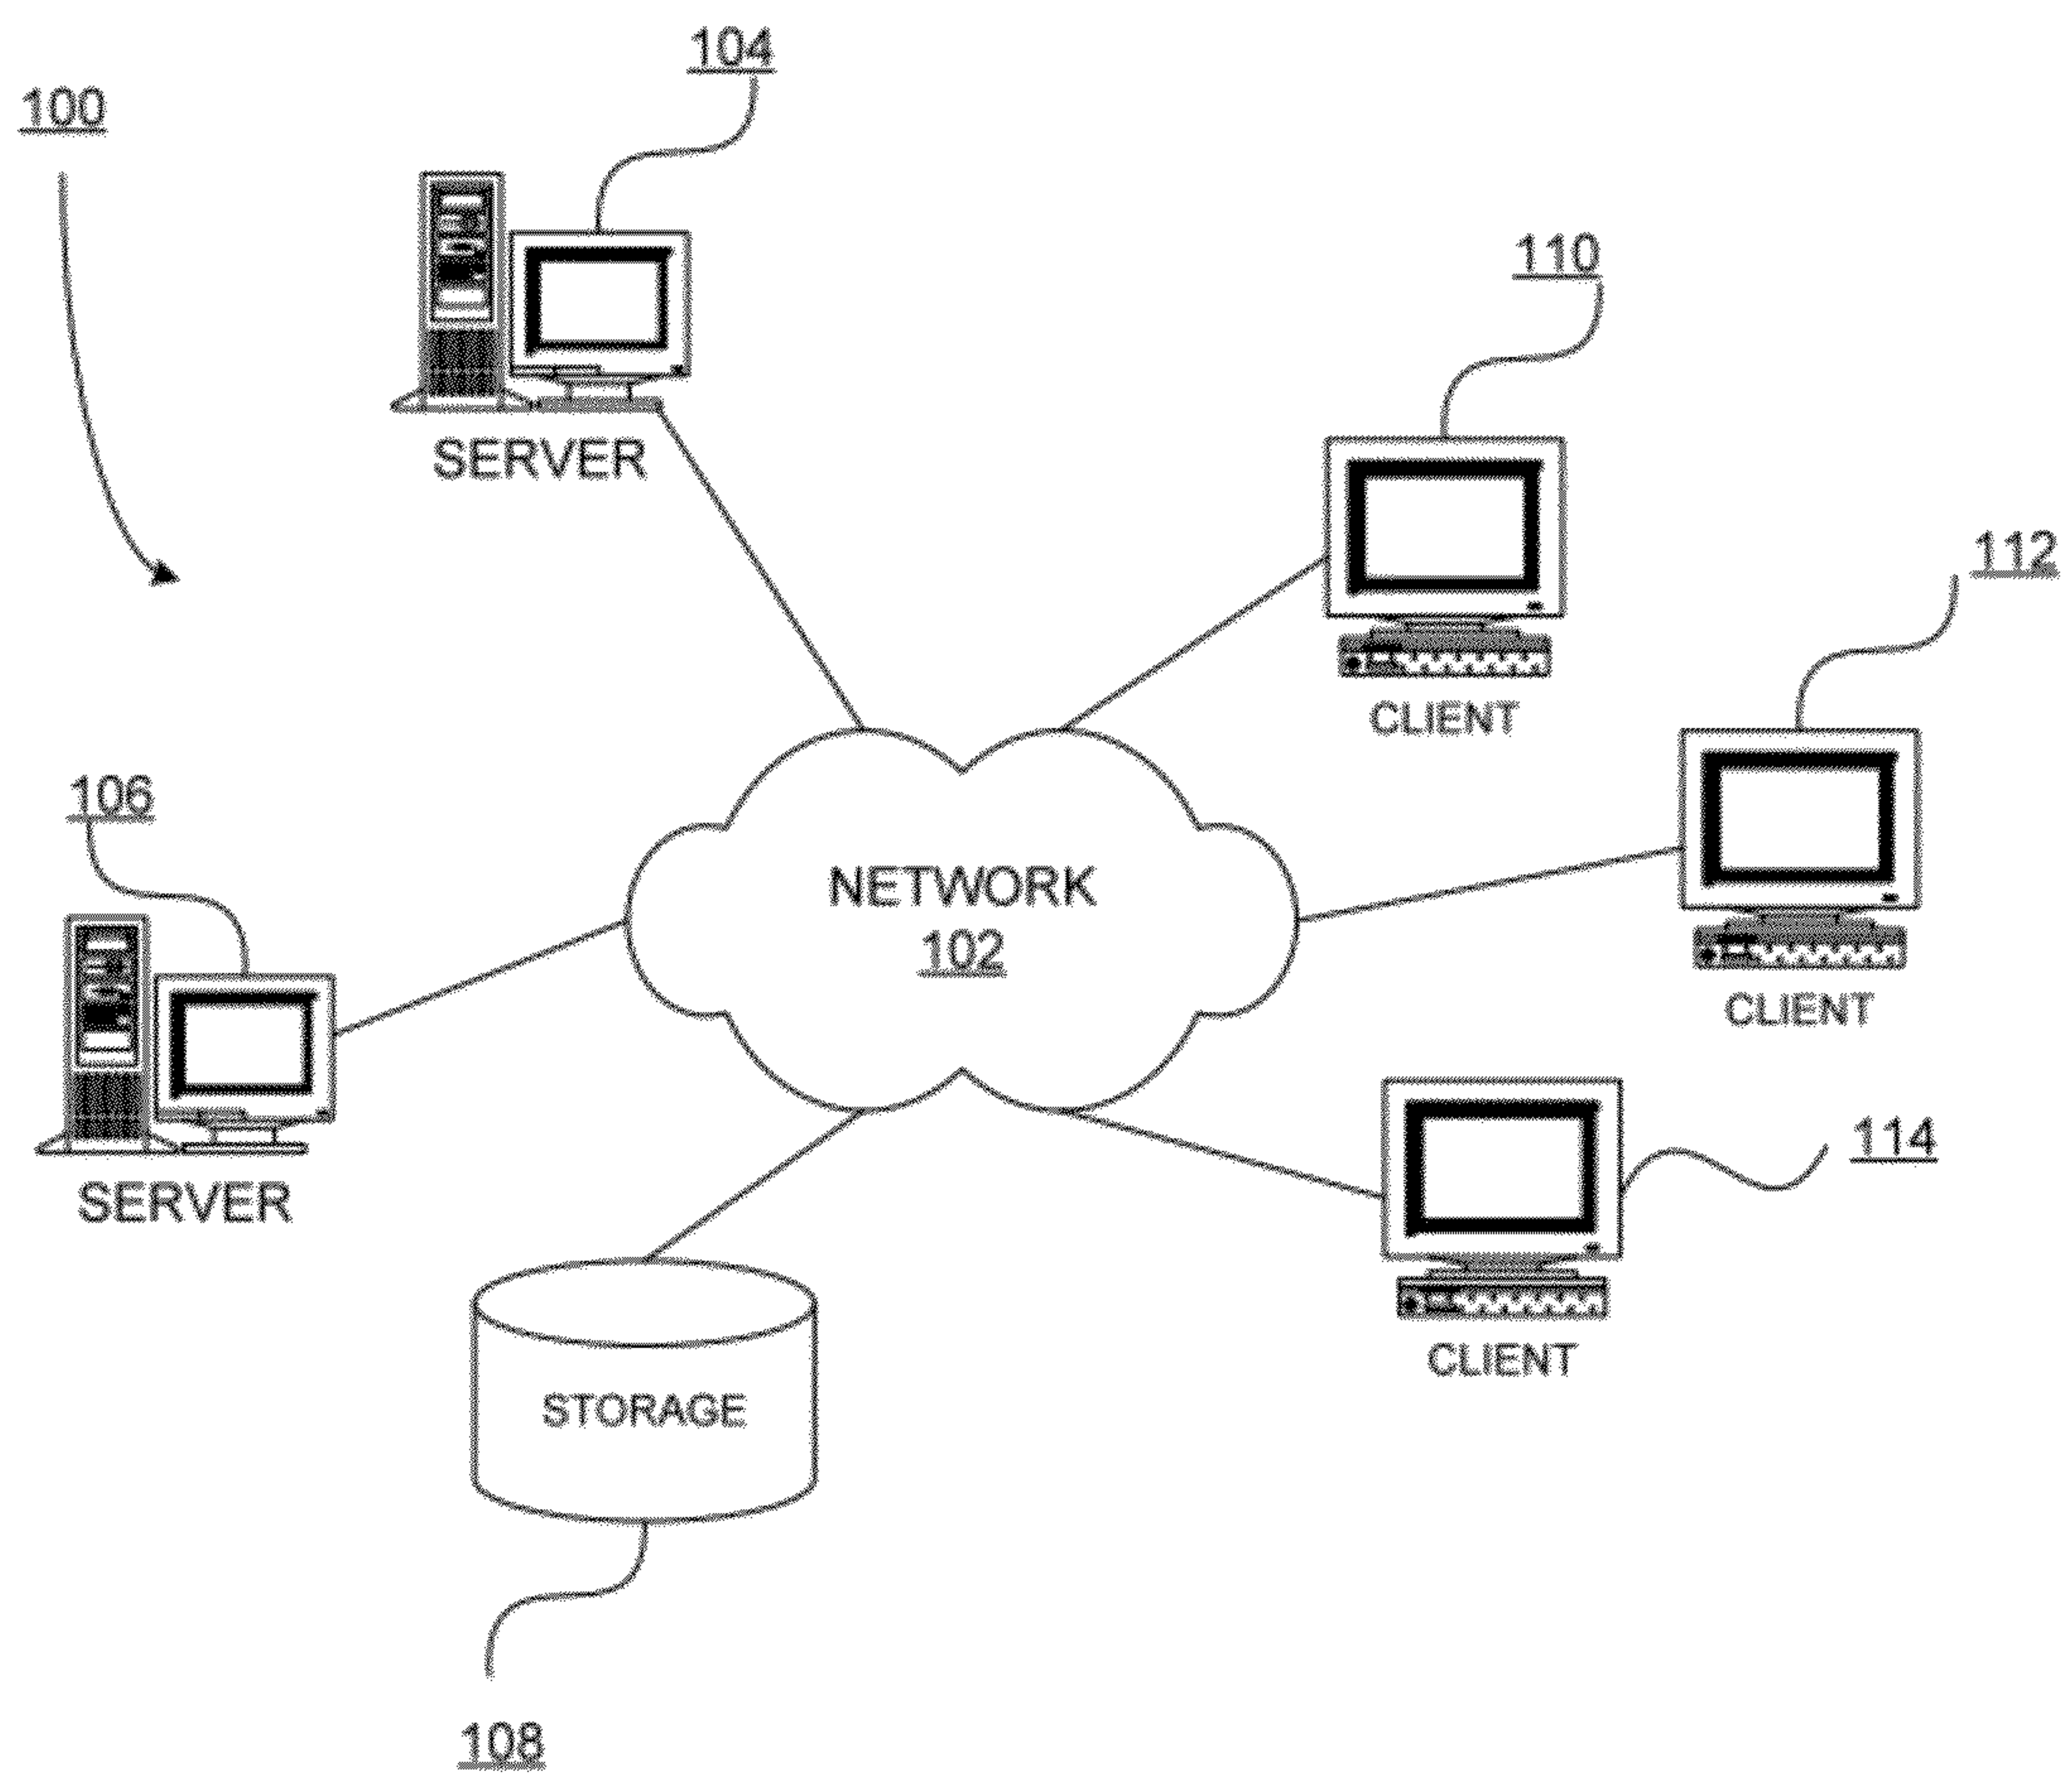 104
100
110
SERVER
112
CLIENT
106
NETWORK
102
CLIENT
114
SERVER
CLIENT
STORAGE
108